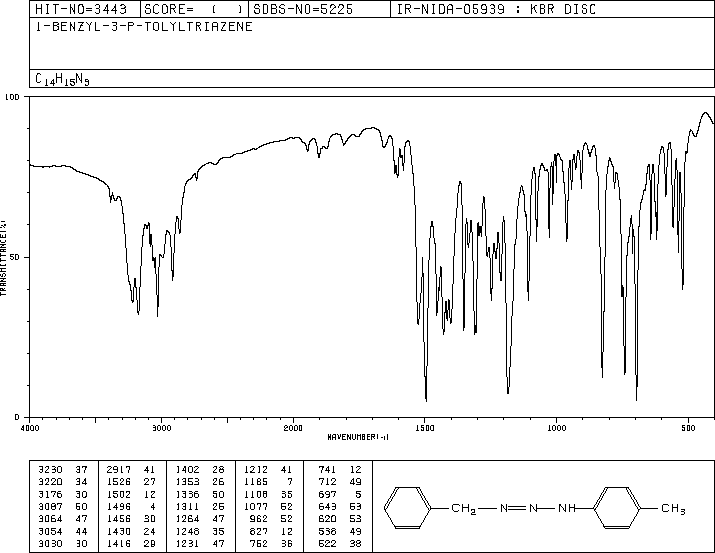 HIT-NO=3443 SCORE= ( ) SDBS-NO=5225 IR-NIDA-05939 : KBR DISC
1-BENZYL-3-P-TOLYLTRIAZENE
C14H15N3
100
50
0
TRANSMITTANCE(%)
4000 3000 2000 1500 1000 500
WAVENUMBER(-1)
3230 37 2917 41 1402 28 1212 41 741 12
3220 34 1526 27 1353 26 1185 7 712 49
3176 30 1502 12 1336 50 1108 35 697 5
3087 50 1496 4 1311 25 1077 52 649 53
3064 47 1456 30 1264 47 962 52 620 53
3054 44 1430 24 1248 35 827 12 538 49
3030 30 1416 29 1231 47 752 36 522 38
CH2 N=N NH CH3